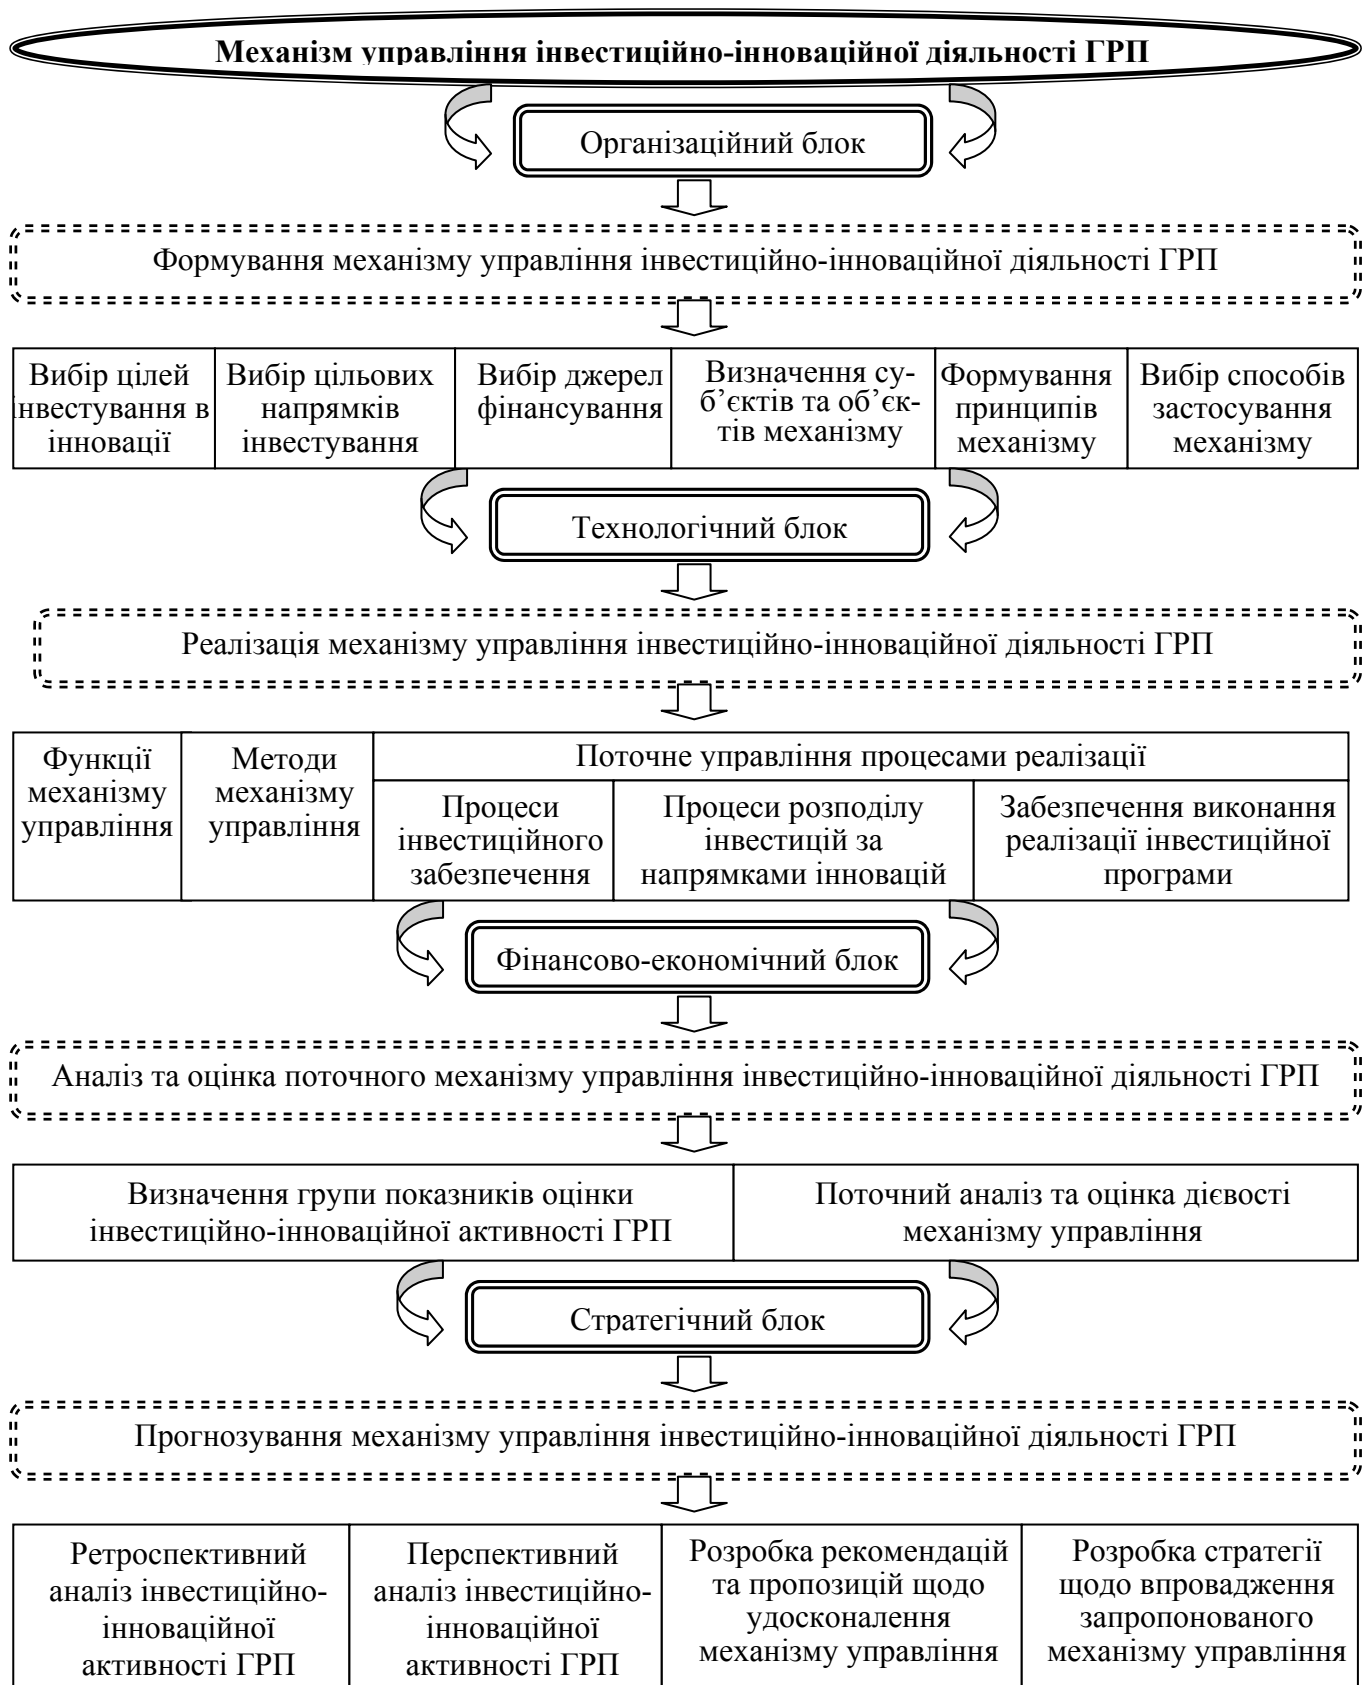 Механізм управління інвестиційно-інноваційної діяльності ГРП
Організаційний блок
Формування механізму управління інвестиційно-інноваційної діяльності ГРП
Вибір цілей
інвестування в
інновації
Вибір цільових
напрямків
інвестування
Вибір джерел
фінансування
Визначення су-
б’єктів та об’єк-
тів механізму
Формування
принципів
механізму
Вибір способів
застосування
механізму
Технологічний блок
Реалізація механізму управління інвестиційно-інноваційної діяльності ГРП
Функції
механізму
управління
Методи
механізму
управління
Поточне управління процесами реалізації
Процеси
інвестиційного
забезпечення
Процеси розподілу
інвестицій за
напрямками інновацій
Забезпечення виконання
реалізації інвестиційної
програми
Фінансово-економічний блок
Аналіз та оцінка поточного механізму управління інвестиційно-інноваційної діяльності ГРП
Визначення групи показників оцінки
інвестиційно-інноваційної активності ГРП
Поточний аналіз та оцінка дієвості
механізму управління
Стратегічний блок
Прогнозування механізму управління інвестиційно-інноваційної діяльності ГРП
Ретроспективний
аналіз інвестиційно-
інноваційної
активності ГРП
Перспективний
аналіз інвестиційно-
інноваційної
активності ГРП
Розробка рекомендацій
та пропозицій щодо
удосконалення
механізму управління
Розробка стратегії
щодо впровадження
запропонованого
механізму управління